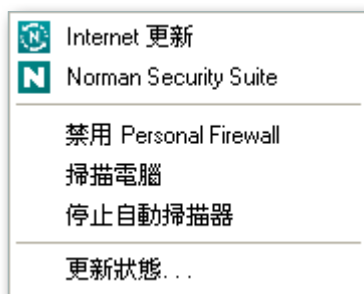 Internet 更新
Norman Security Suite
禁用 Personal Firewall
掃描電腦
停止自動掃描器
更新狀態...